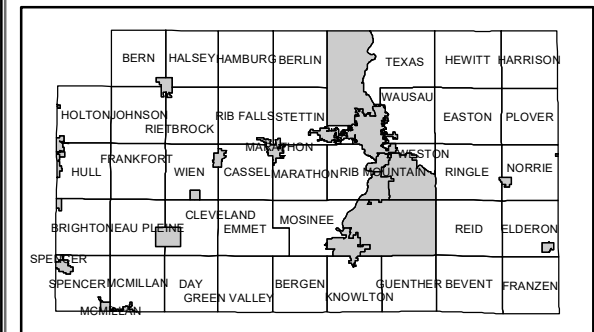 BERN HALSEY HAMBURG BERLIN TEXAS HEWITT HARRISON
WAUSAU
HOLTON JOHNSON RIB FALLS STETTIN EASTON PLOVER
RIETBROCK
MARATHON WESTON
FRANKFORT
HULL WIEN CASSEL MARATHON RIB MOUNTAIN RINGLE NORRIE
CLEVELAND MOSINEE
BRIGHTON EAU PLEINE EMMET REID ELDERON
SPENCER
SPENCER MCMILLAN DAY BERGEN GUENTHER BEVENT FRANZEN
GREEN VALLEY KNOWLTON
MCMILLAN